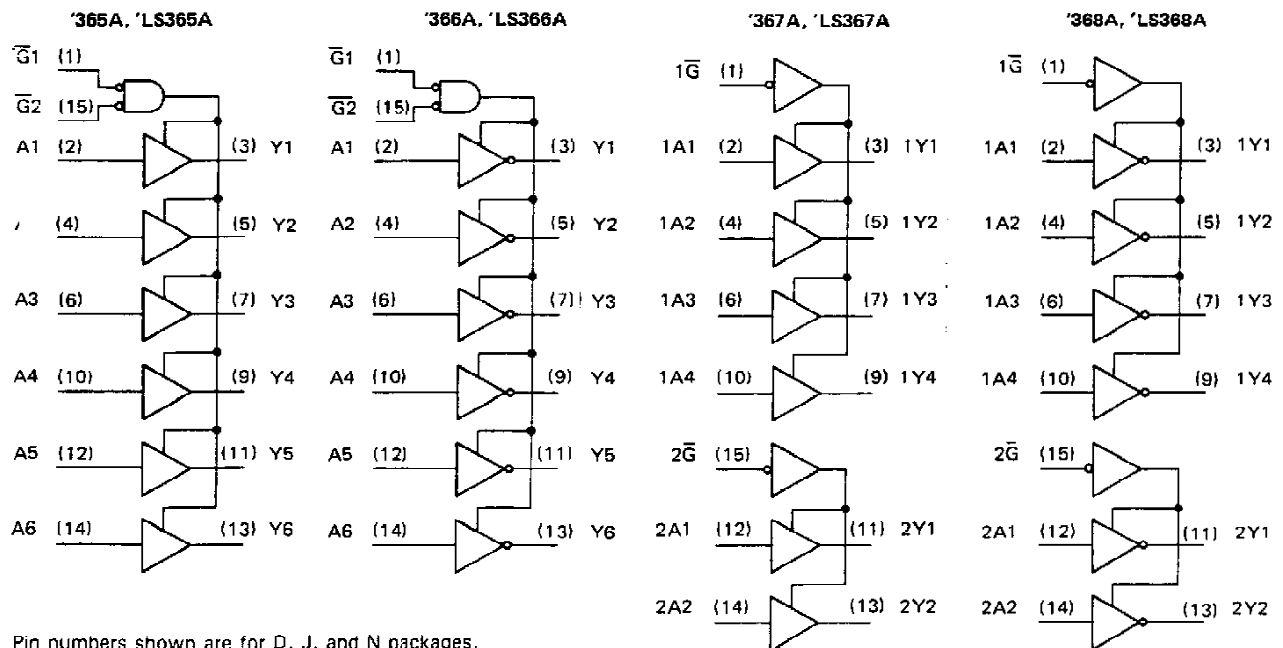 '365A, 'LS365A
G̅1 (1)
G̅2 (15)
A1 (2) (3) Y1
(4) (5) Y2
A3 (6) (7) Y3
A4 (10) (9) Y4
A5 (12) (11) Y5
A6 (14) (13) Y6
'366A, 'LS366A
G̅1 (1)
G̅2 (15)
A1 (2) (3) Y1
A2 (4) (5) Y2
A3 (6) (7) Y3
A4 (10) (9) Y4
A5 (12) (11) Y5
A6 (14) (13) Y6
'367A, 'LS367A
1G̅ (1)
1A1 (2) (3) 1Y1
1A2 (4) (5) 1Y2
1A3 (6) (7) 1Y3
1A4 (10) (9) 1Y4
2G̅ (15)
2A1 (12) (11) 2Y1
2A2 (14) (13) 2Y2
'368A, 'LS368A
1G̅ (1)
1A1 (2) (3) 1Y1
1A2 (4) (5) 1Y2
1A3 (6) (7) 1Y3
1A4 (10) (9) 1Y4
2G̅ (15)
2A1 (12) (11) 2Y1
2A2 (14) (13) 2Y2
Pin numbers shown are for D, J, and N packages.